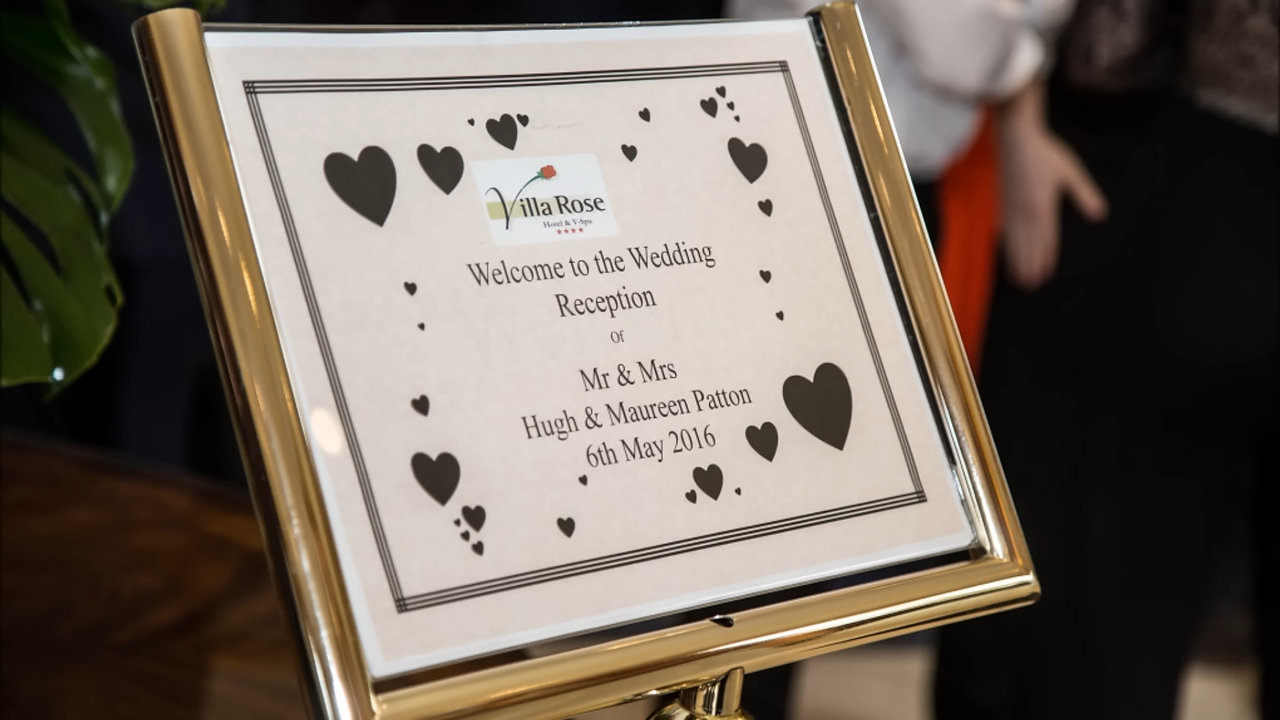 Villa Rose
Hotel & V-Spa
Welcome to the Wedding
Reception
Of
Mr & Mrs
Hugh & Maureen Patton
6th May 2016